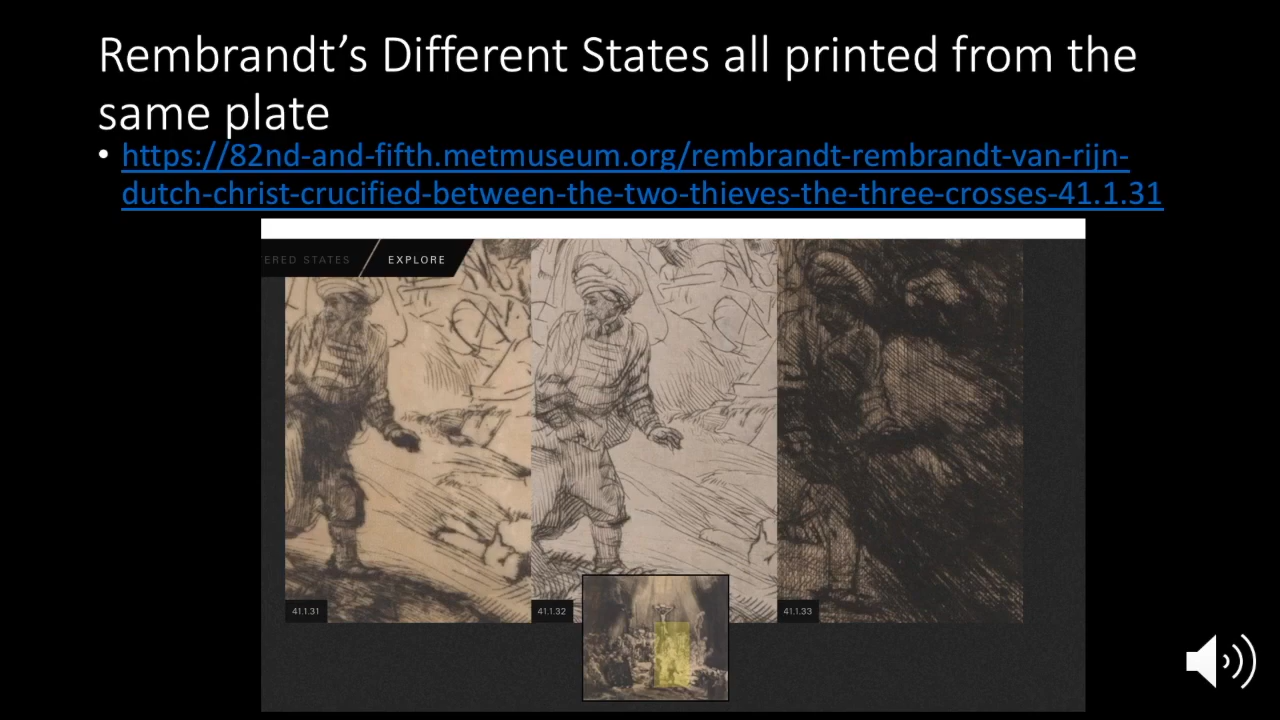 Rembrandt’s Different States all printed from the
same plate
• https://82nd-and-fifth.metmuseum.org/rembrandt-rembrandt-van-rijn-
dutch-christ-crucified-between-the-two-thieves-the-three-crosses-41.1.31
ERED STATES EXPLORE
41.1.31 41.1.32 41.1.33